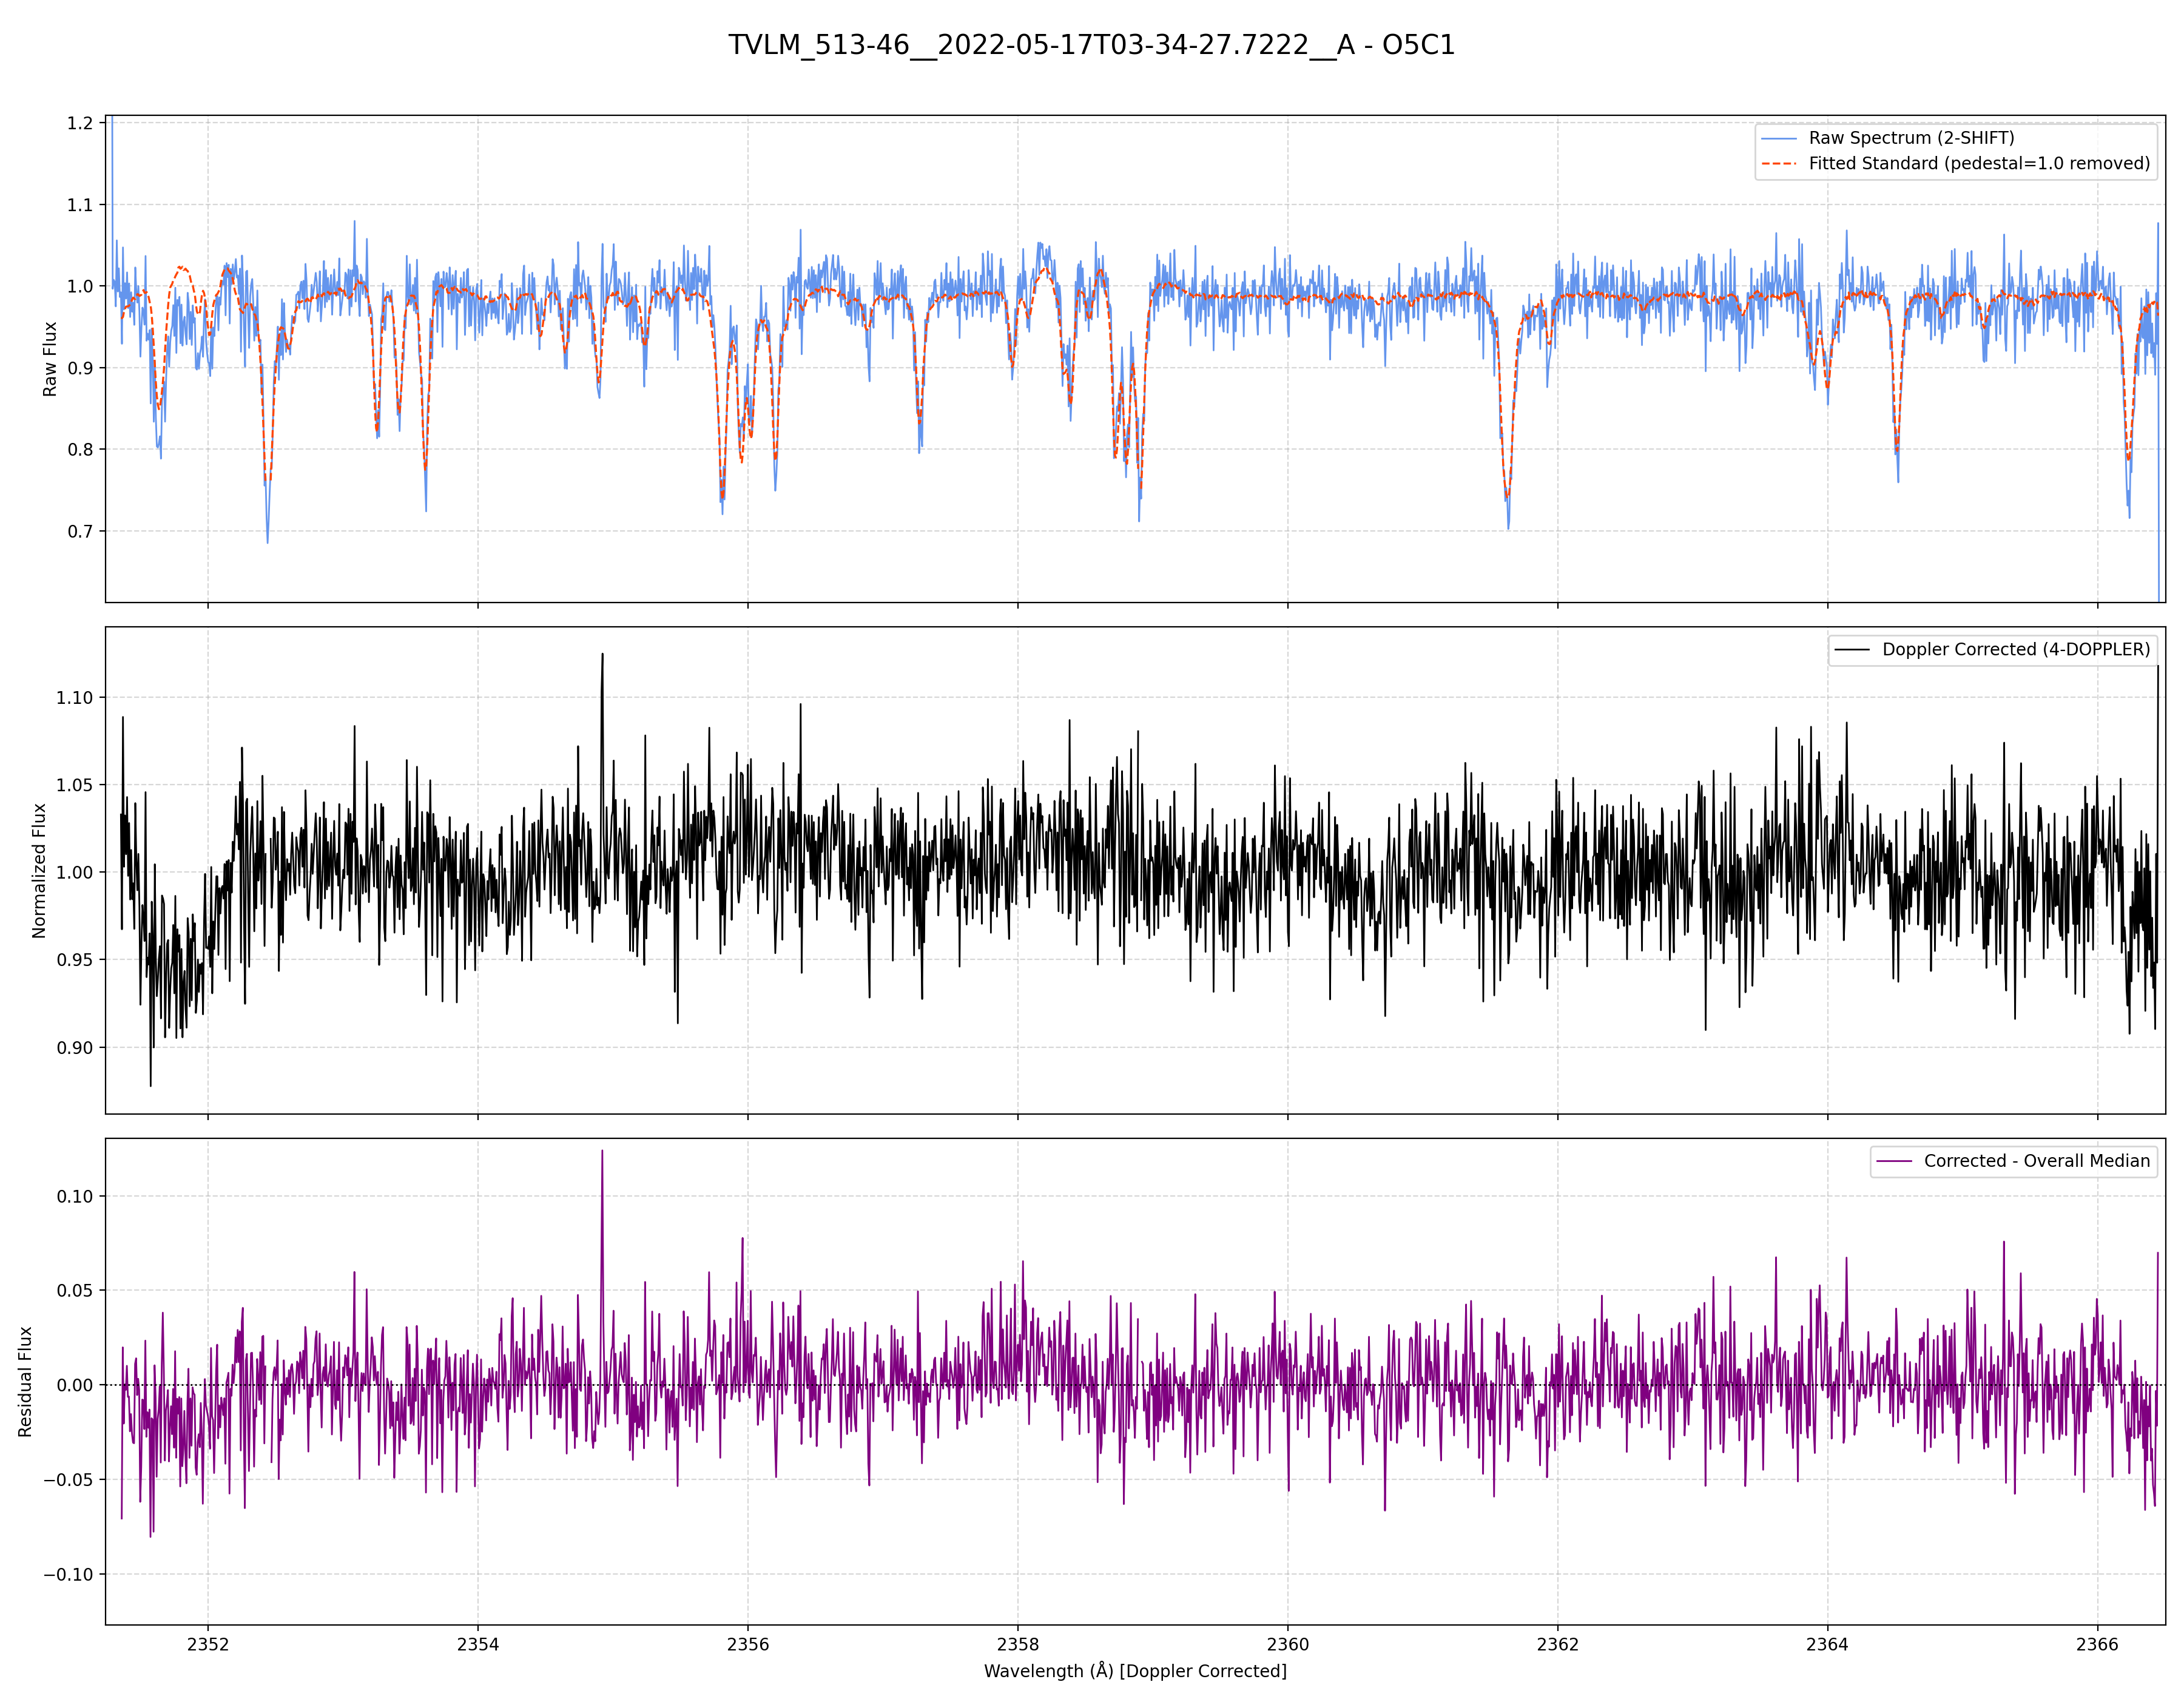 TVLM_513-46__2022-05-17T03-34-27.7222__A - O5C1
Raw Flux
1.2
1.1
1.0
0.9
0.8
0.7
Raw Spectrum (2-SHIFT)
Fitted Standard (pedestal=1.0 removed)
Normalized Flux
1.10
1.05
1.00
0.95
0.90
Doppler Corrected (4-DOPPLER)
Residual Flux
0.10
0.05
0.00
−0.05
−0.10
Corrected - Overall Median
2352 2354 2356 2358 2360 2362 2364 2366
Wavelength (Å) [Doppler Corrected]